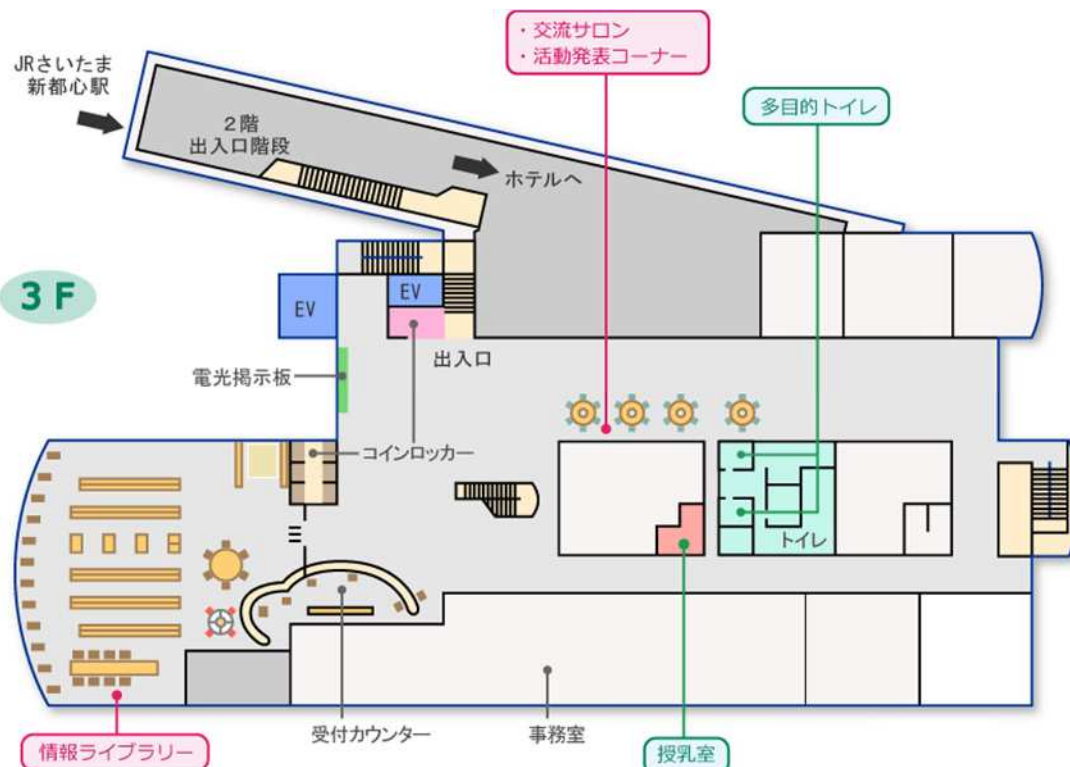 ・交流サロン
・活動発表コーナー
JRさいたま
新都心駅
多目的トイレ
2階
出入口階段
ホテルへ
3F
EV
EV
出入口
電光掲示板
コインロッカー
トイレ
情報ライブラリー
受付カウンター
事務室
授乳室